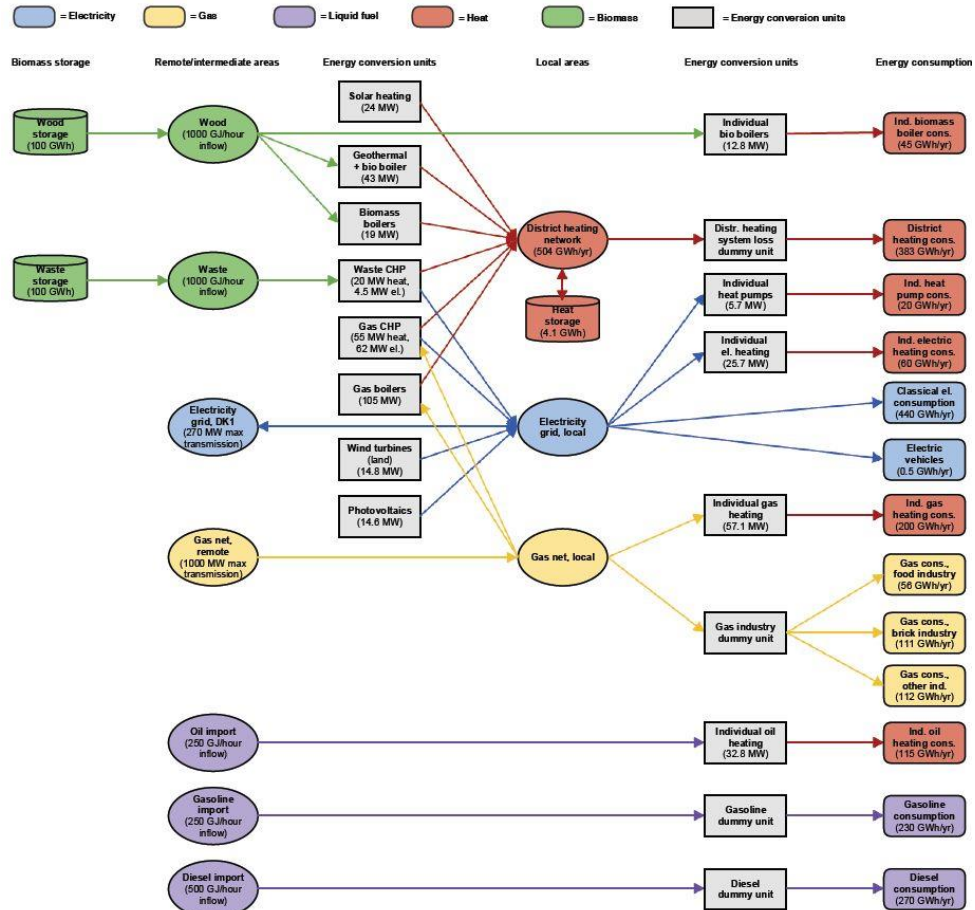 = Electricity
= Gas
= Liquid fuel
= Heat
= Biomass
= Energy conversion units
Biomass storage
Remote/intermediate areas
Energy conversion units
Local areas
Energy conversion units
Energy consumption
Solar heating
(24 MW)
Wood
storage
(100 GWh)
Wood
(1000 GJ/hour
inflow)
Individual
bio boilers
(12.8 MW)
Ind. biomass
boiler cons.
(45 GWh/yr)
Geothermal
+ bio boiler
(43 MW)
Biomass
boilers
(19 MW)
District heating
network
(504 GWh/yr)
Distr. heating
system loss
dummy unit
District
heating cons.
(383 GWh/yr)
Waste
storage
(100 GWh)
Waste
(1000 GJ/hour
inflow)
Waste CHP
(20 MW heat,
4.5 MW el.)
Individual
heat pumps
(5.7 MW)
Ind. heat
pump cons.
(20 GWh/yr)
Heat
storage
(4.1 GWh)
Gas CHP
(55 MW heat,
62 MW el.)
Individual
el. heating
(25.7 MW)
Ind. electric
heating cons.
(60 GWh/yr)
Gas boilers
(105 MW)
Classical el.
consumption
(440 GWh/yr)
Electricity
grid, DK1
(270 MW max
transmission)
Electricity
grid, local
Wind turbines
(land)
(14.8 MW)
Electric
vehicles
(0.5 GWh/yr)
Photovoltaics
(14.6 MW)
Individual gas
heating
(57.1 MW)
Ind. gas
heating cons.
(200 GWh/yr)
Gas net,
remote
(1000 MW max
transmission)
Gas net, local
Gas cons.,
food industry
(56 GWh/yr)
Gas industry
dummy unit
Gas cons.,
brick industry
(111 GWh/yr)
Gas cons.,
other ind.
(112 GWh/yr)
Oil import
(250 GJ/hour
inflow)
Individual oil
heating
(32.8 MW)
Ind. oil
heating cons.
(115 GWh/yr)
Gasoline
import
(250 GJ/hour
inflow)
Gasoline
dummy unit
Gasoline
consumption
(230 GWh/yr)
Diesel import
(500 GJ/hour
inflow)
Diesel
dummy unit
Diesel
consumption
(270 GWh/yr)